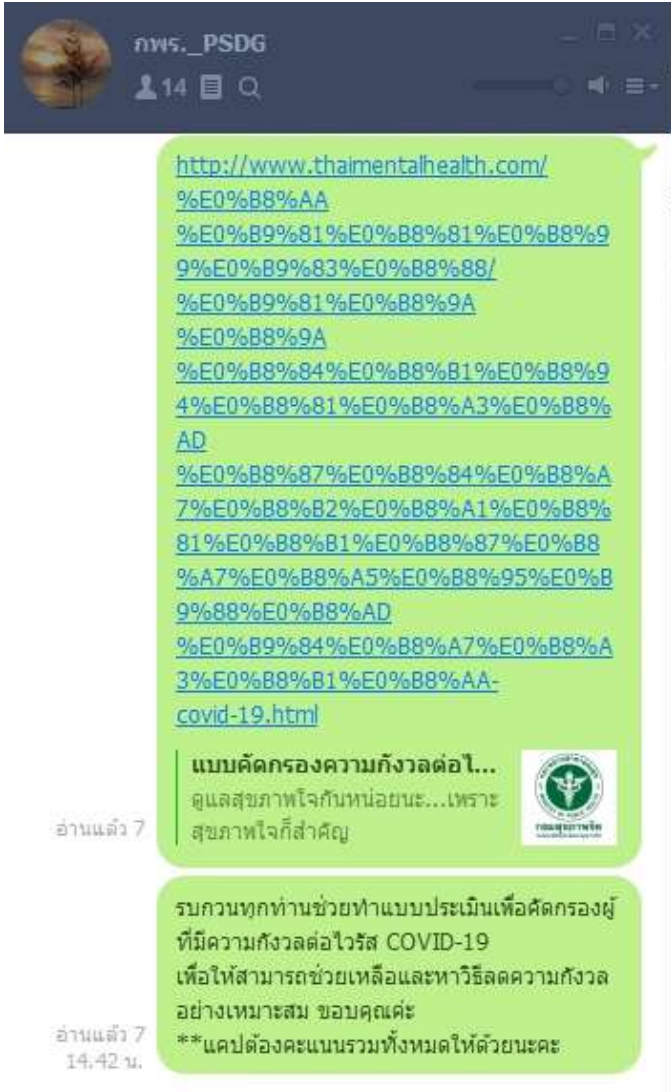 กพร._PSDG
14
http://www.thaimentalhealth.com/
%E0%B8%AA
%E0%B9%81%E0%B8%81%E0%B8%9
9%E0%B9%83%E0%B8%88/
%E0%B9%81%E0%B8%9A
%E0%B8%9A
%E0%B8%84%E0%B8%B1%E0%B8%9
4%E0%B8%81%E0%B8%A3%E0%B8%
AD
%E0%B8%87%E0%B8%84%E0%B8%A
7%E0%B8%B2%E0%B8%A1%E0%B8%
81%E0%B8%B1%E0%B8%87%E0%B8
%A7%E0%B8%A5%E0%B8%95%E0%B
9%88%E0%B8%AD
%E0%B9%84%E0%B8%A7%E0%B8%A
3%E0%B8%B1%E0%B8%AA-
covid-19.html
แบบคัดกรองความกังวลต่อไ...
ดูแลสุขภาพใจกันหน่อยนะ...เพราะ
สุขภาพใจก็สำคัญ
กรมสุขภาพจิต
อ่านแล้ว 7
รบกวนทุกท่านช่วยทำแบบประเมินเพื่อคัดกรองผู้
ที่มีความกังวลต่อไวรัส COVID-19
เพื่อให้สามารถช่วยเหลือและหาวิธีลดความกังวล
อย่างเหมาะสม ขอบคุณค่ะ
**แคปต้องคะแนนรวมทั้งหมดให้ด้วยนะคะ
อ่านแล้ว 7
14.42 น.